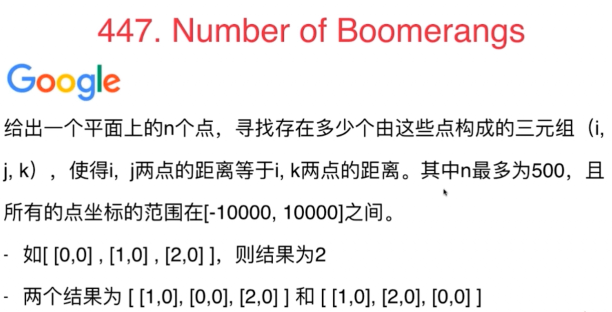 447. Number of Boomerangs
Google
给出一个平面上的n个点，寻找存在多少个由这些点构成的三元组（i,
j, k），使得i，j两点的距离等于i, k两点的距离。其中n最多为500，且
所有的点坐标的范围在[-10000, 10000]之间。
- 如[ [0,0] , [1,0] , [2,0] ]，则结果为2
- 两个结果为 [ [1,0], [0,0], [2,0] ] 和 [ [1,0], [2,0], [0,0] ]